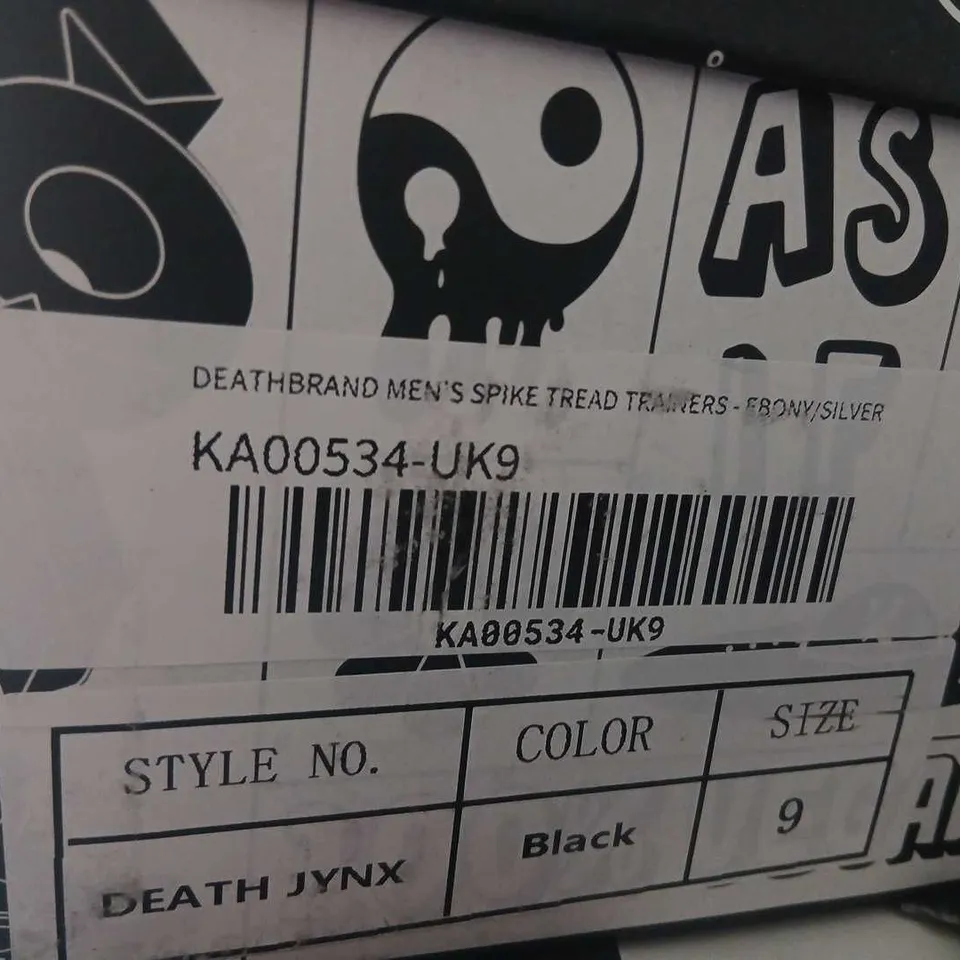 AS
DEATHBRAND MEN'S SPIKE TREAD TRAINERS - EBONY/SILVER
KA00534-UK9
KA00534-UK9
STYLE NO. COLOR SIZE
DEATH JYNX Black 9